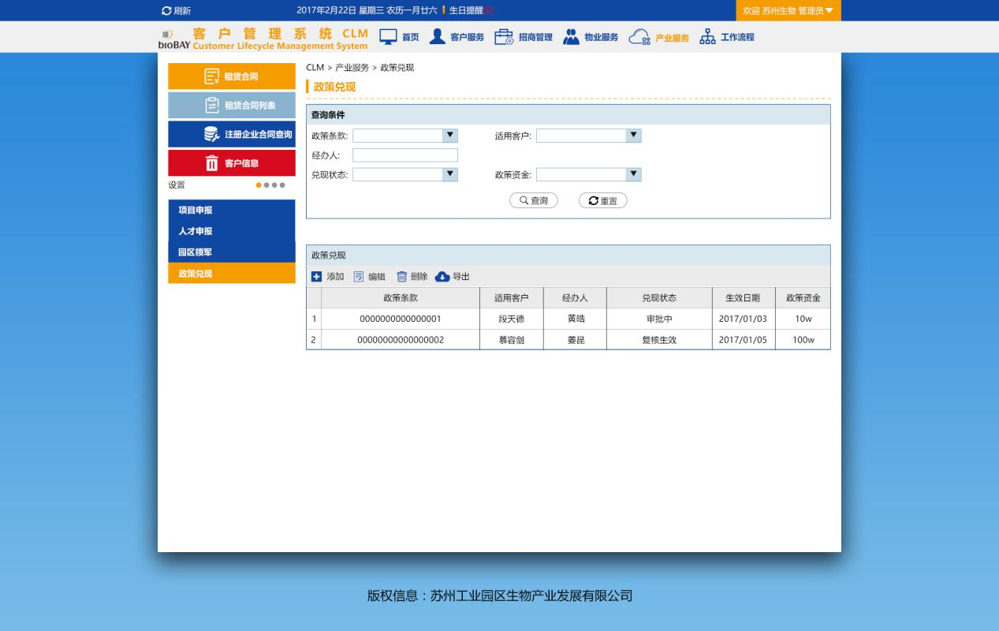 刷新 2017年2月22日 星期三 农历一月廿六 生日提醒[0] 欢迎 苏州生物 管理员
bioBAY 客户管理系统 CLM 首页 客户服务 招商管理 物业服务 产业服务 工作流程
Customer Lifecycle Management System
CLM > 产业服务 > 政策兑现
租赁合同
租赁合同列表
注册企业合同查询
客户信息
设置
项目申报
人才申报
园区领军
政策兑现
政策兑现
查询条件
政策条款: 适用客户:
经办人:
兑现状态: 政策资金:
查询 重置
政策兑现
添加 编辑 删除 导出
政策条款 适用客户 经办人 兑现状态 生效日期 政策资金
1 0000000000000001 段天德 黄皓 审批中 2017/01/03 10w
2 00000000000000002 慕容剑 姜昆 复核生效 2017/01/05 100w
版权信息：苏州工业园区生物产业发展有限公司